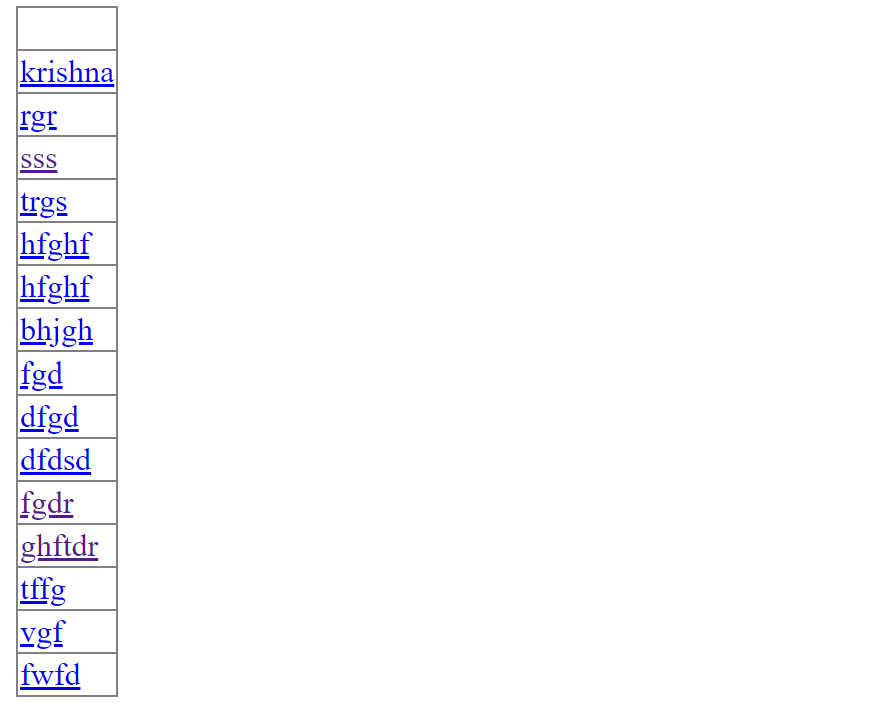 krishna
rgr
sss
trgs
hfghf
hfghf
bhjgh
fgd
dfgd
dfdsd
fgdr
ghftdr
tffg
vgf
fwfd